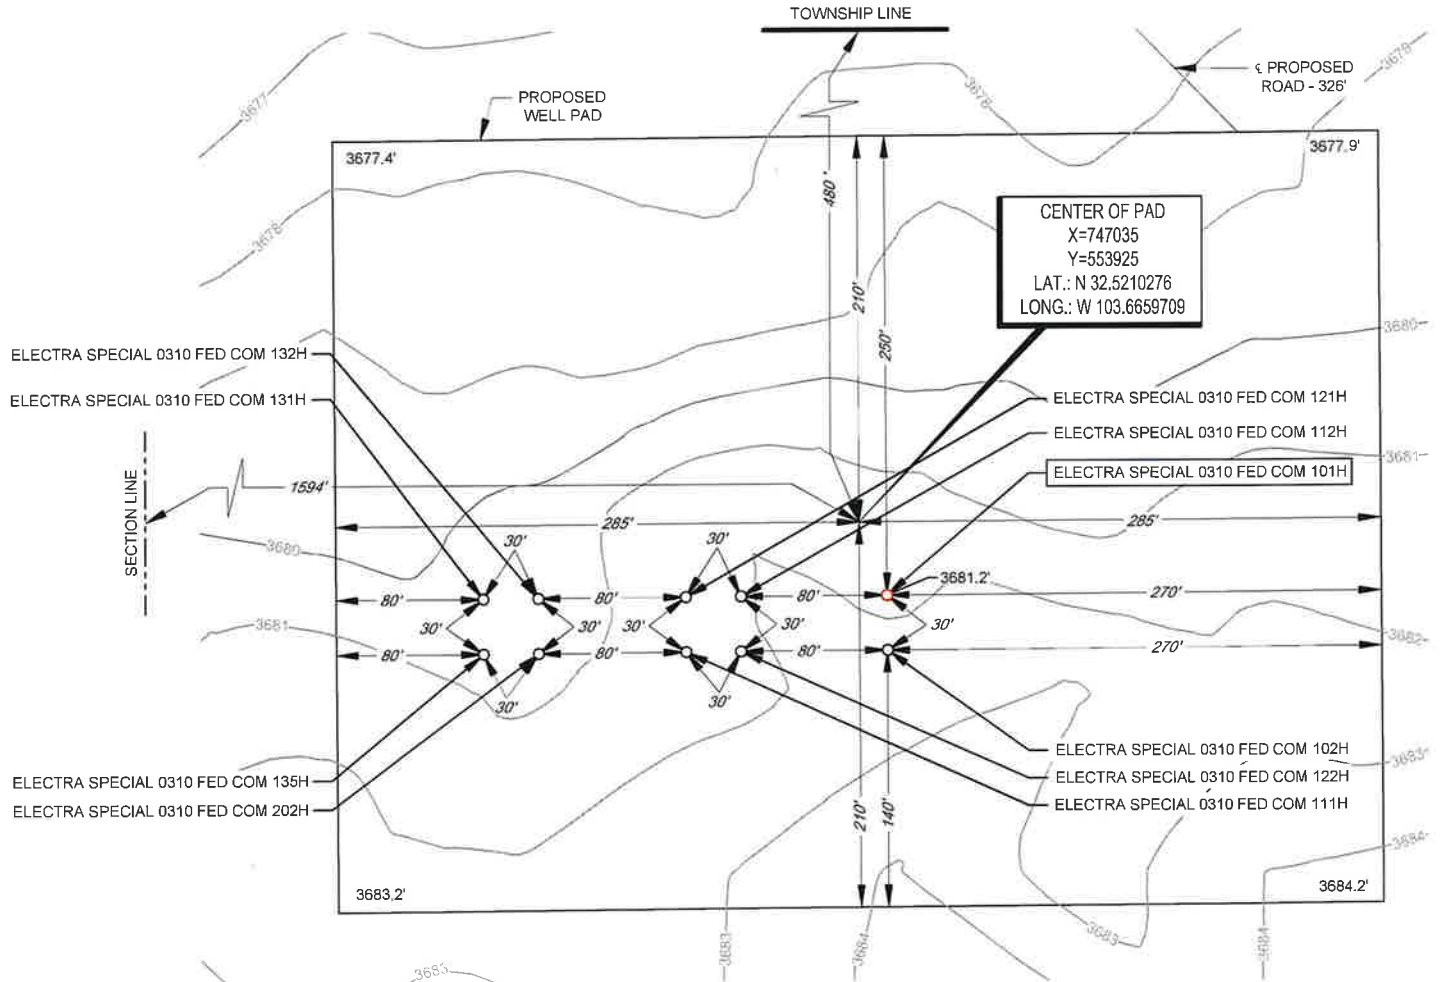 TOWNSHIP LINE
℄ PROPOSED
ROAD - 326'
3679
3677
PROPOSED
WELL PAD
3678
3677.4'
3677.9'
480'
3678
CENTER OF PAD
X=747035
Y=553925
LAT.: N 32.5210276
LONG.: W 103.6659709
210'
250'
3680
ELECTRA SPECIAL 0310 FED COM 132H
ELECTRA SPECIAL 0310 FED COM 131H
ELECTRA SPECIAL 0310 FED COM 121H
ELECTRA SPECIAL 0310 FED COM 112H
3681
ELECTRA SPECIAL 0310 FED COM 101H
SECTION LINE
1594'
285'
285'
3680
30'
30'
3681.2'
80'
80'
80'
270'
3681
30'
30'
30'
30'
30'
3682
80'
80'
80'
270'
30'
30'
ELECTRA SPECIAL 0310 FED COM 102H
3683
ELECTRA SPECIAL 0310 FED COM 135H
ELECTRA SPECIAL 0310 FED COM 122H
ELECTRA SPECIAL 0310 FED COM 202H
ELECTRA SPECIAL 0310 FED COM 111H
210'
140'
3684
3683.2'
3684.2'
3683
3684
3683
3684
3685